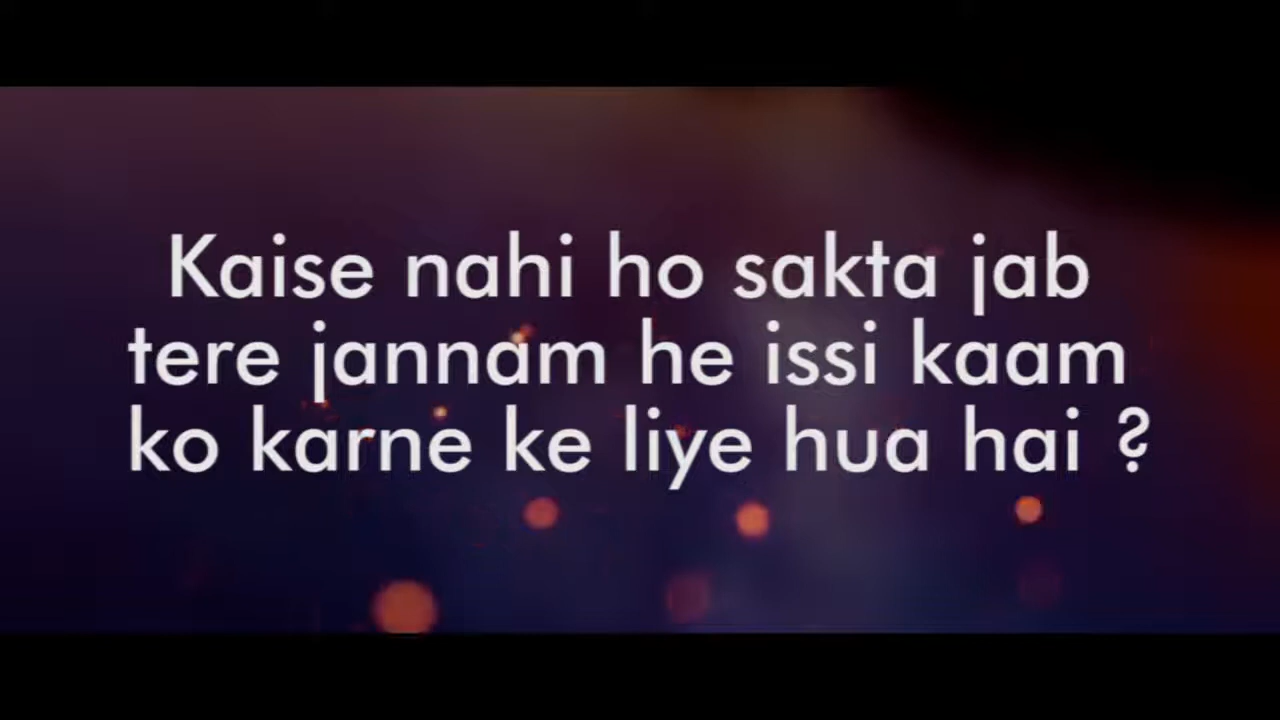 Kaise nahi ho sakta jab
tere jannam he issi kaam
ko karne ke liye hua hai ?